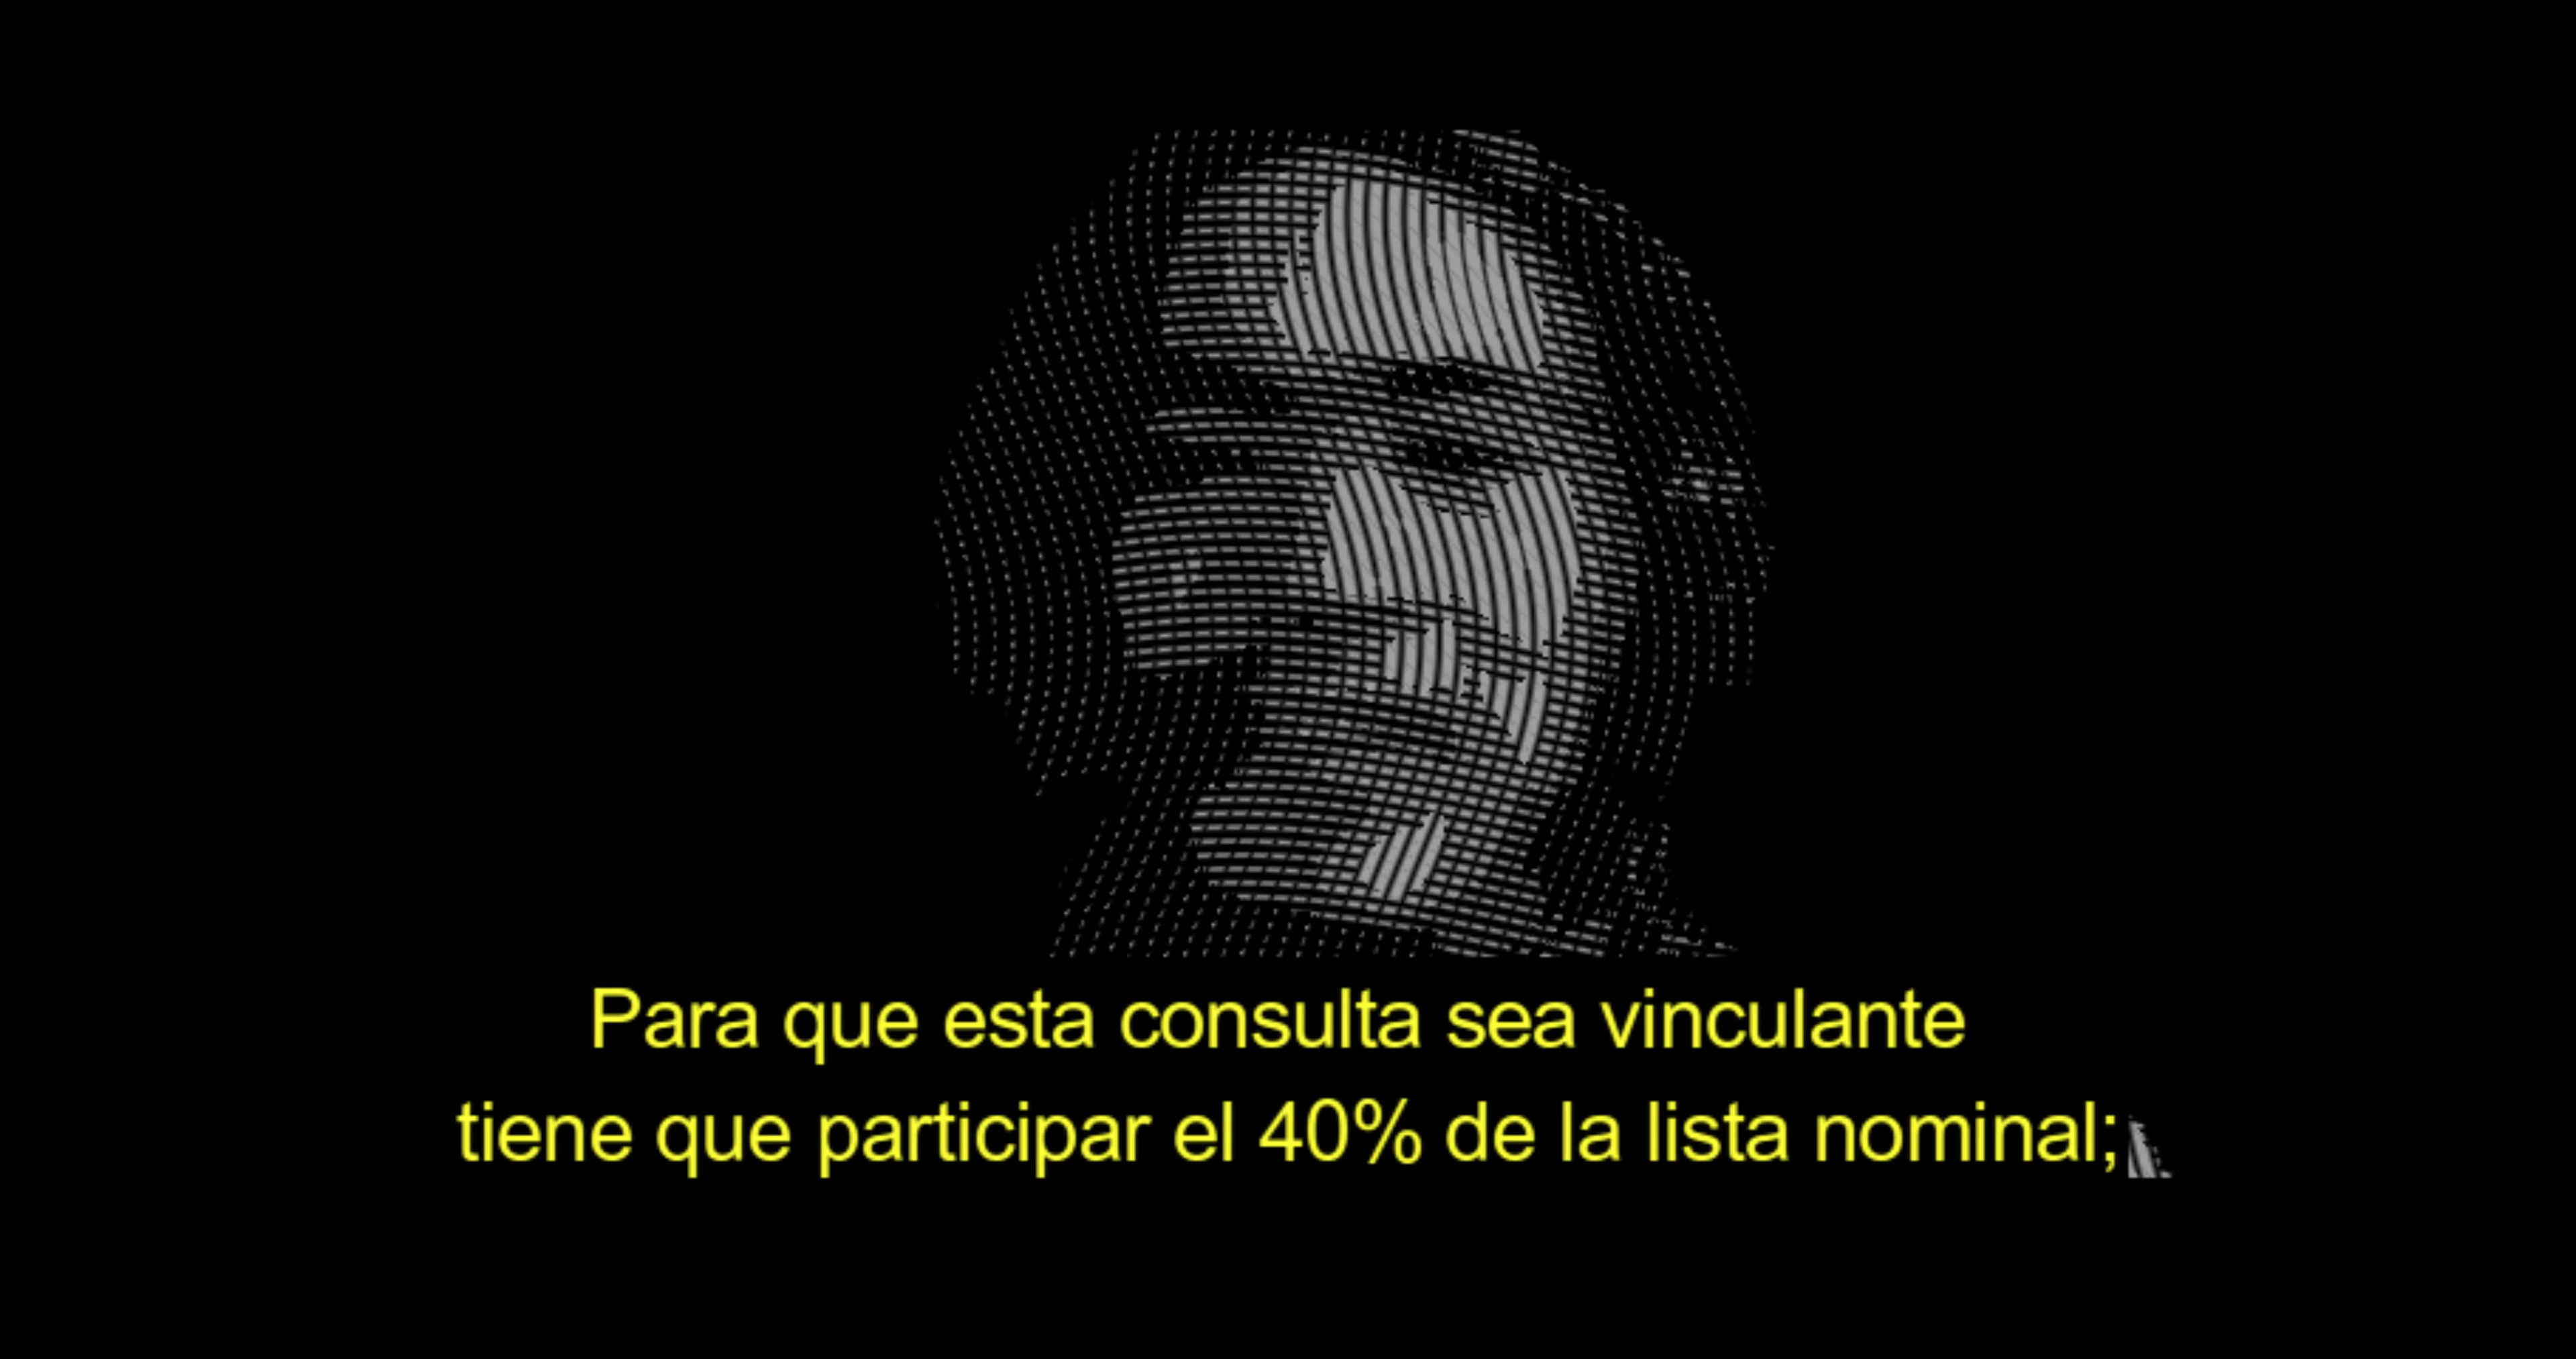 Para que esta consulta sea vinculante
tiene que participar el 40% de la lista nominal;